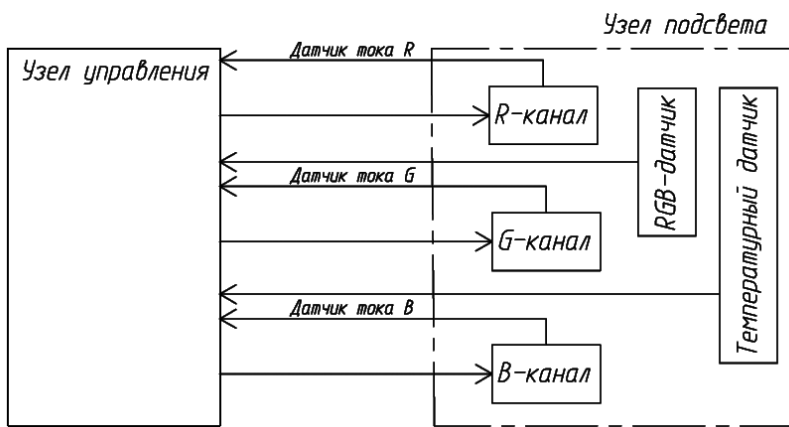 Узел подсвета
Узел управления
Датчик тока R
R-канал
RGB-датчик
Температурный датчик
Датчик тока G
G-канал
Датчик тока B
B-канал